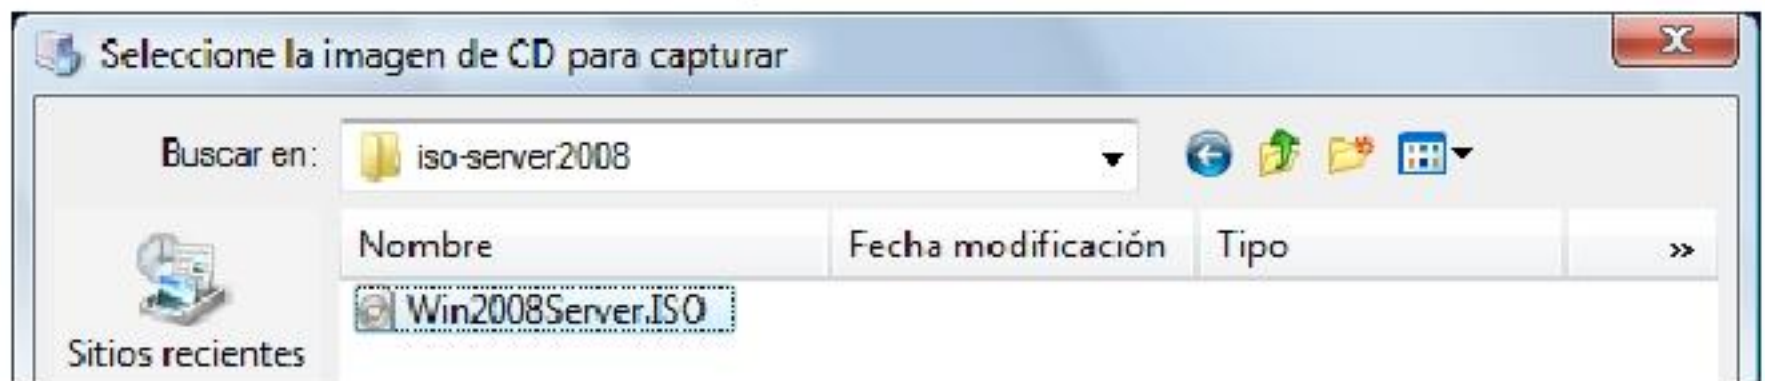 Seleccione la imagen de CD para capturar
Buscar en: iso-server2008
Nombre Fecha modificación Tipo »
Win2008Server.ISO
Sitios recientes